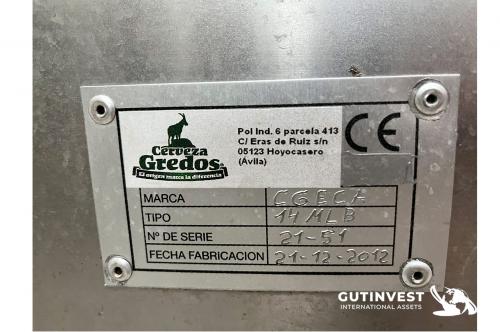 Cerveza
Gredos
El origen marca la diferencia
Pol Ind. 6 parcela 413
C/ Eras de Ruiz s/n
05123 Hoyocasero
(Ávila)
CE
MARCA CGECA
TIPO 14 MLB
Nº DE SERIE 21-51
FECHA FABRICACION 21-12-2012
GUTINVEST
INTERNATIONAL ASSETS